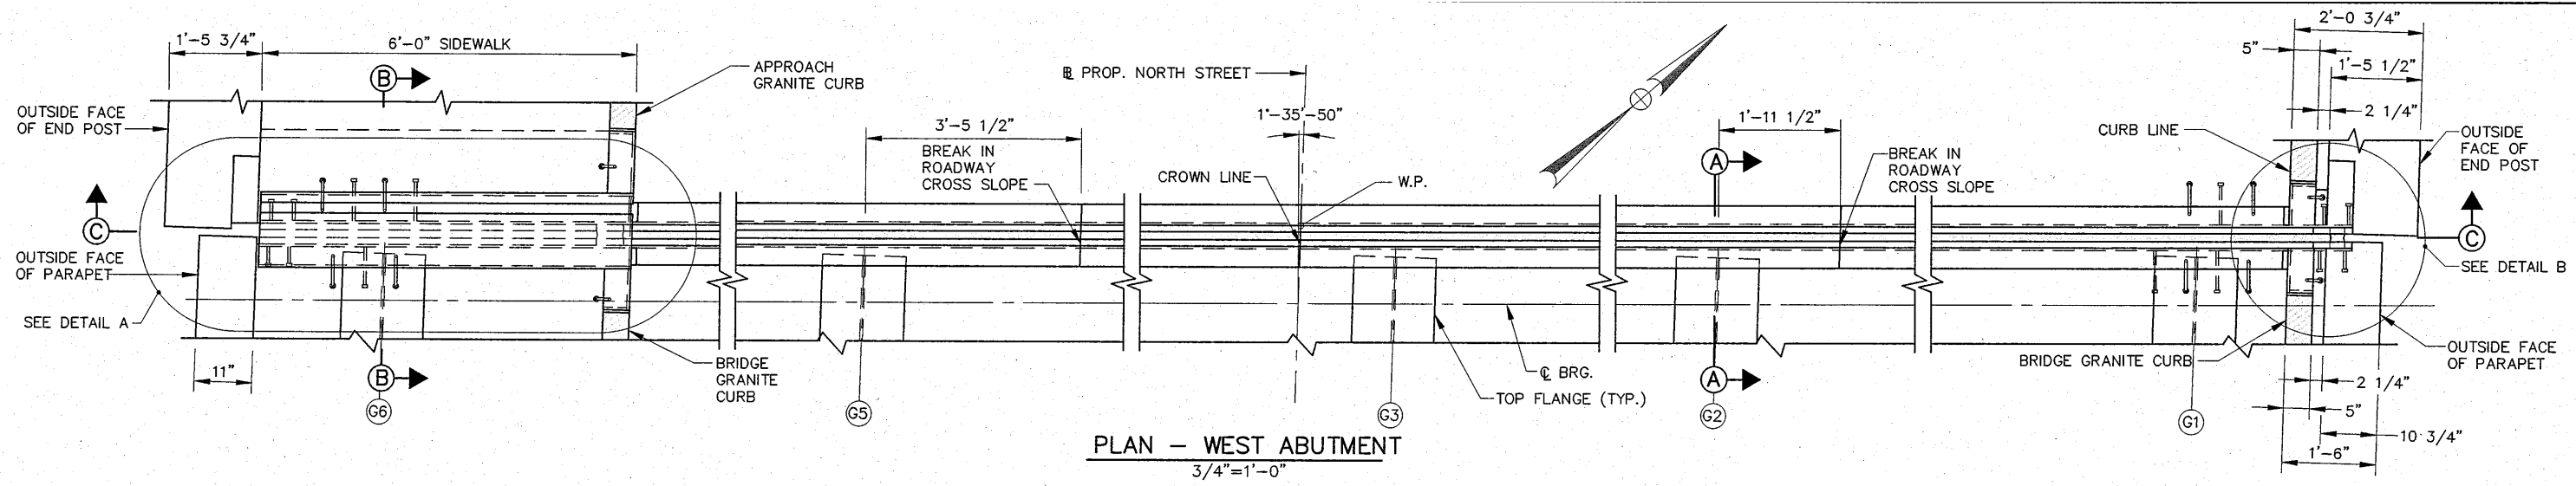 1'-5 3/4"
6'-0" SIDEWALK
B
APPROACH
GRANITE CURB
OUTSIDE FACE
OF END POST
C
OUTSIDE FACE
OF PARAPET
SEE DETAIL A
11"
B
G6
BRIDGE
GRANITE
CURB
3'-5 1/2"
BREAK IN
ROADWAY
CROSS SLOPE
G5
℄ PROP. NORTH STREET
1°-35'-50"
CROWN LINE
W.P.
G3
℄ BRG.
TOP FLANGE (TYP.)
1'-11 1/2"
A
BREAK IN
ROADWAY
CROSS SLOPE
A
G2
2'-0 3/4"
5"
1'-5 1/2"
2 1/4"
CURB LINE
OUTSIDE
FACE OF
END POST
C
SEE DETAIL B
OUTSIDE FACE
OF PARAPET
BRIDGE GRANITE CURB
G1
2 1/4"
5"
10 3/4"
1'-6"
PLAN – WEST ABUTMENT
3/4"=1'-0"